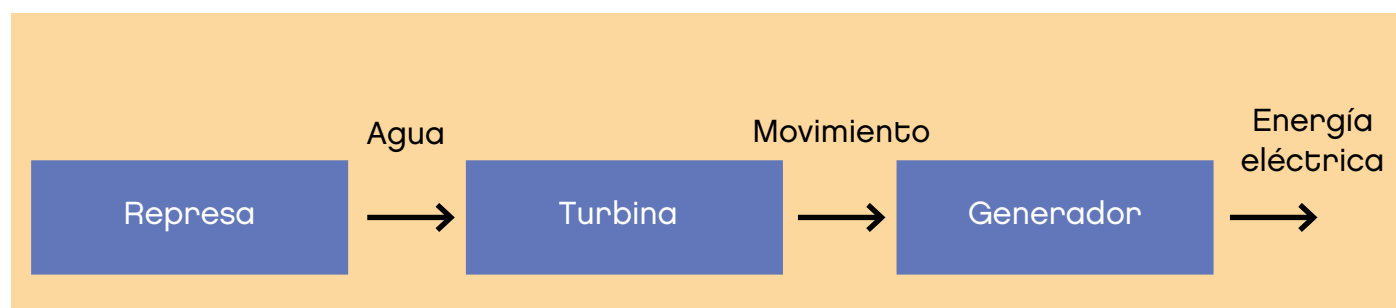 Agua
Movimiento
Energía
eléctrica
Represa
Turbina
Generador